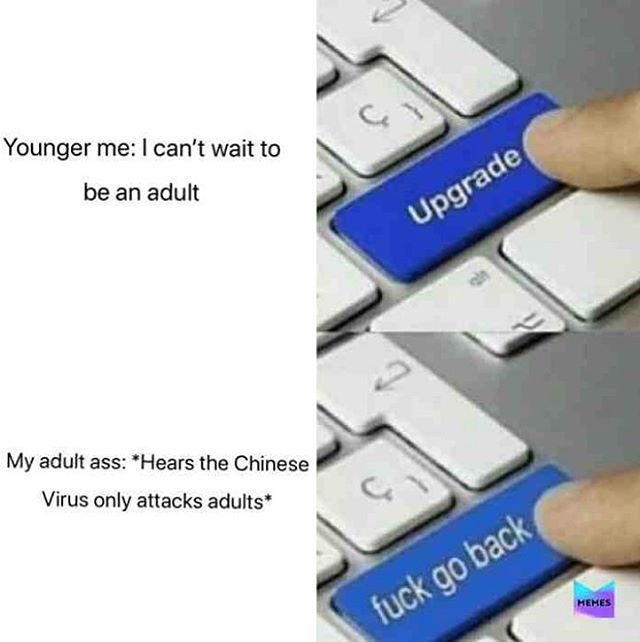 Younger me: I can't wait to
be an adult
Upgrade
alt
My adult ass: *Hears the Chinese
Virus only attacks adults*
fuck go back
MEMES